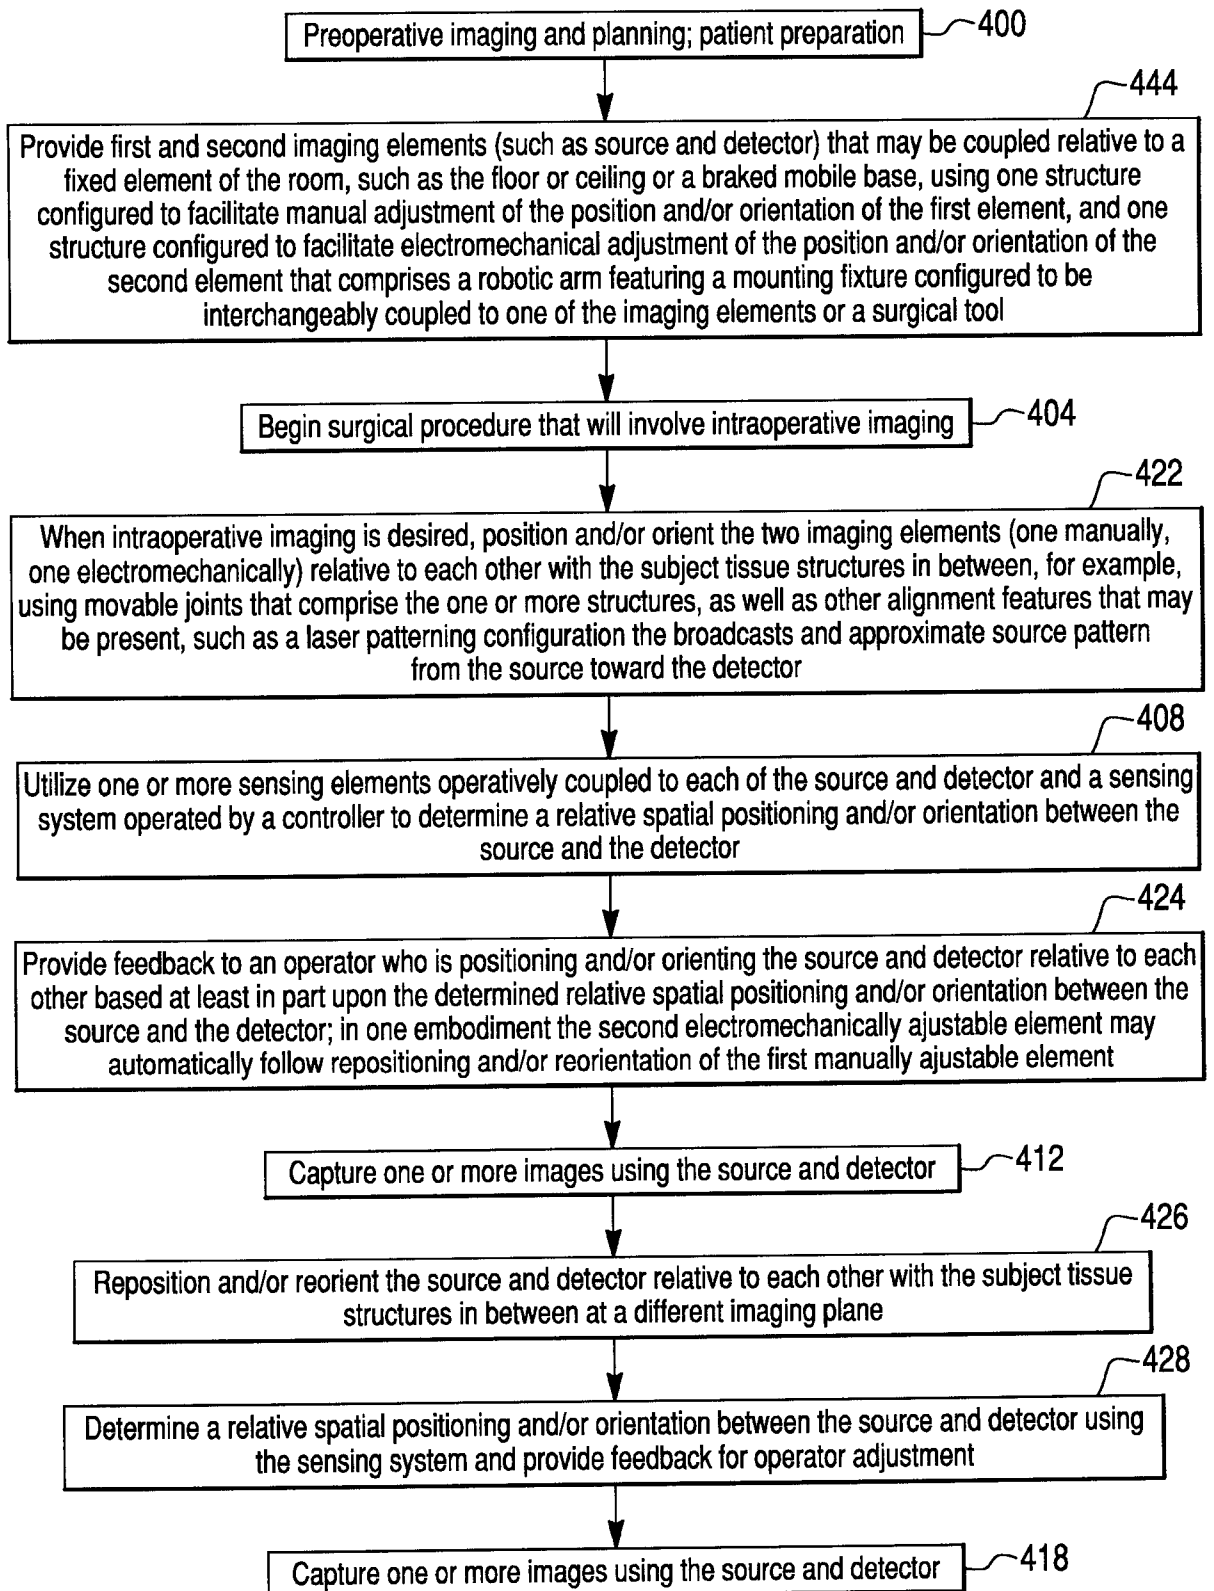 Preoperative imaging and planning; patient preparation
400
444
Provide first and second imaging elements (such as source and detector) that may be coupled relative to a
fixed element of the room, such as the floor or ceiling or a braked mobile base, using one structure
configured to facilitate manual adjustment of the position and/or orientation of the first element, and one
structure configured to facilitate electromechanical adjustment of the position and/or orientation of the
second element that comprises a robotic arm featuring a mounting fixture configured to be
interchangeably coupled to one of the imaging elements or a surgical tool
Begin surgical procedure that will involve intraoperative imaging
404
422
When intraoperative imaging is desired, position and/or orient the two imaging elements (one manually,
one electromechanically) relative to each other with the subject tissue structures in between, for example,
using movable joints that comprise the one or more structures, as well as other alignment features that may
be present, such as a laser patterning configuration the broadcasts and approximate source pattern
from the source toward the detector
408
Utilize one or more sensing elements operatively coupled to each of the source and detector and a sensing
system operated by a controller to determine a relative spatial positioning and/or orientation between the
source and the detector
424
Provide feedback to an operator who is positioning and/or orienting the source and detector relative to each
other based at least in part upon the determined relative spatial positioning and/or orientation between the
source and the detector; in one embodiment the second electromechanically ajustable element may
automatically follow repositioning and/or reorientation of the first manually ajustable element
Capture one or more images using the source and detector
412
426
Reposition and/or reorient the source and detector relative to each other with the subject tissue
structures in between at a different imaging plane
428
Determine a relative spatial positioning and/or orientation between the source and detector using
the sensing system and provide feedback for operator adjustment
Capture one or more images using the source and detector
418